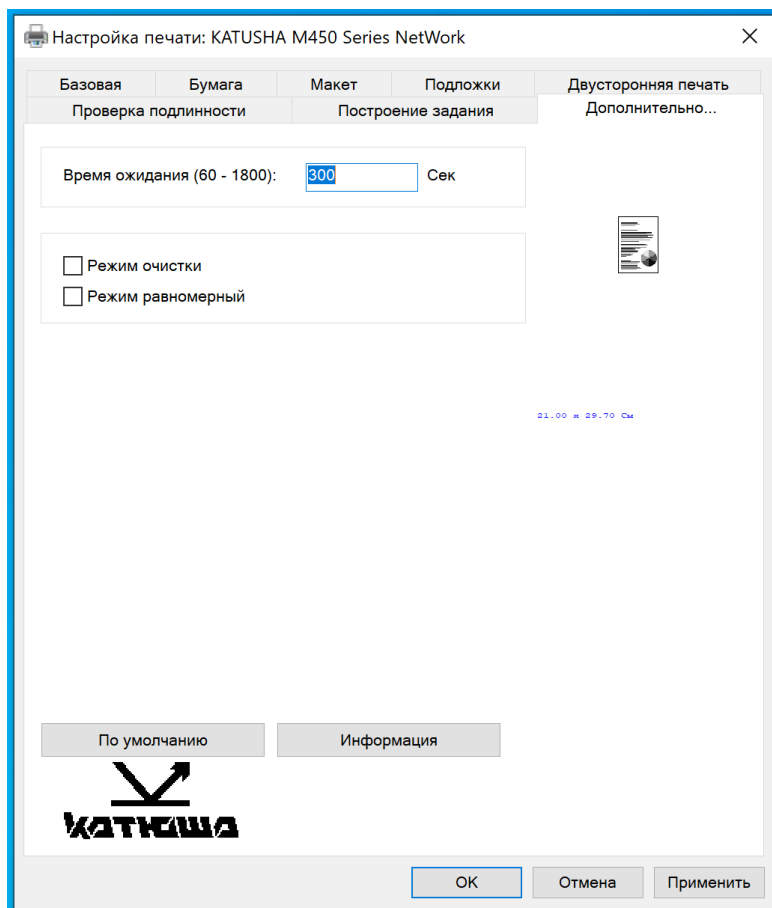 Настройка печати: KATUSHA M450 Series NetWork
Базовая Бумага Макет Подложки Двусторонняя печать
Проверка подлинности Построение задания Дополнительно...
Время ожидания (60 - 1800): 300 Сек
Режим очистки
Режим равномерный
21.00 x 29.70 См
По умолчанию Информация
катюша
OK Отмена Применить